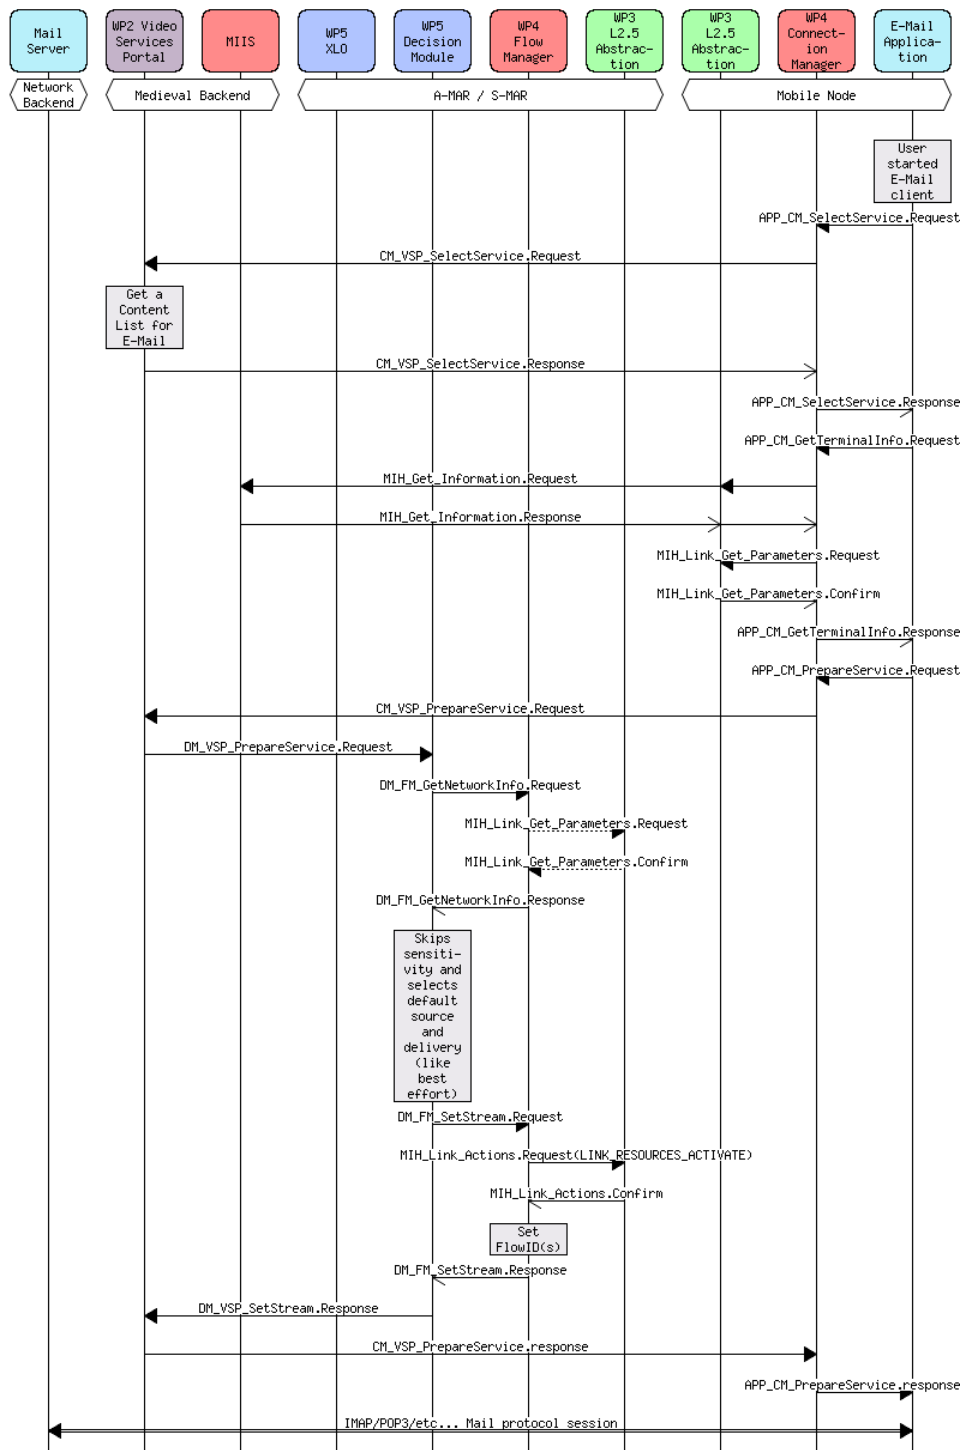 Mail
Server
WP2 Video
Services
Portal
MIIS
WP5
XLO
WP5
Decision
Module
WP4
Flow
Manager
WP3
L2.5
Abstrac-
tion
WP3
L2.5
Abstrac-
tion
WP4
Connect-
ion
Manager
E-Mail
Applica-
tion
Network
Backend
Medieval Backend
A-MAR / S-MAR
Mobile Node
User
started
E-Mail
client
APP_CM_SelectService.Request
CM_VSP_SelectService.Request
Get a
Content
List for
E-Mail
CM_VSP_SelectService.Response
APP_CM_SelectService.Response
APP_CM_GetTerminalInfo.Request
MIH_Get_Information.Request
MIH_Get_Information.Response
MIH_Link_Get_Parameters.Request
MIH_Link_Get_Parameters.Confirm
APP_CM_GetTerminalInfo.Response
APP_CM_PrepareService.Request
CM_VSP_PrepareService.Request
DM_VSP_PrepareService.Request
DM_FM_GetNetworkInfo.Request
MIH_Link_Get_Parameters.Request
MIH_Link_Get_Parameters.Confirm
DM_FM_GetNetworkInfo.Response
Skips
sensiti-
vity and
selects
default
source
and
delivery
(like
best
effort)
DM_FM_SetStream.Request
MIH_Link_Actions.Request(LINK_RESOURCES_ACTIVATE)
MIH_Link_Actions.Confirm
Set
FlowID(s)
DM_FM_SetStream.Response
DM_VSP_SetStream.Response
CM_VSP_PrepareService.response
APP_CM_PrepareService.response
IMAP/POP3/etc... Mail protocol session